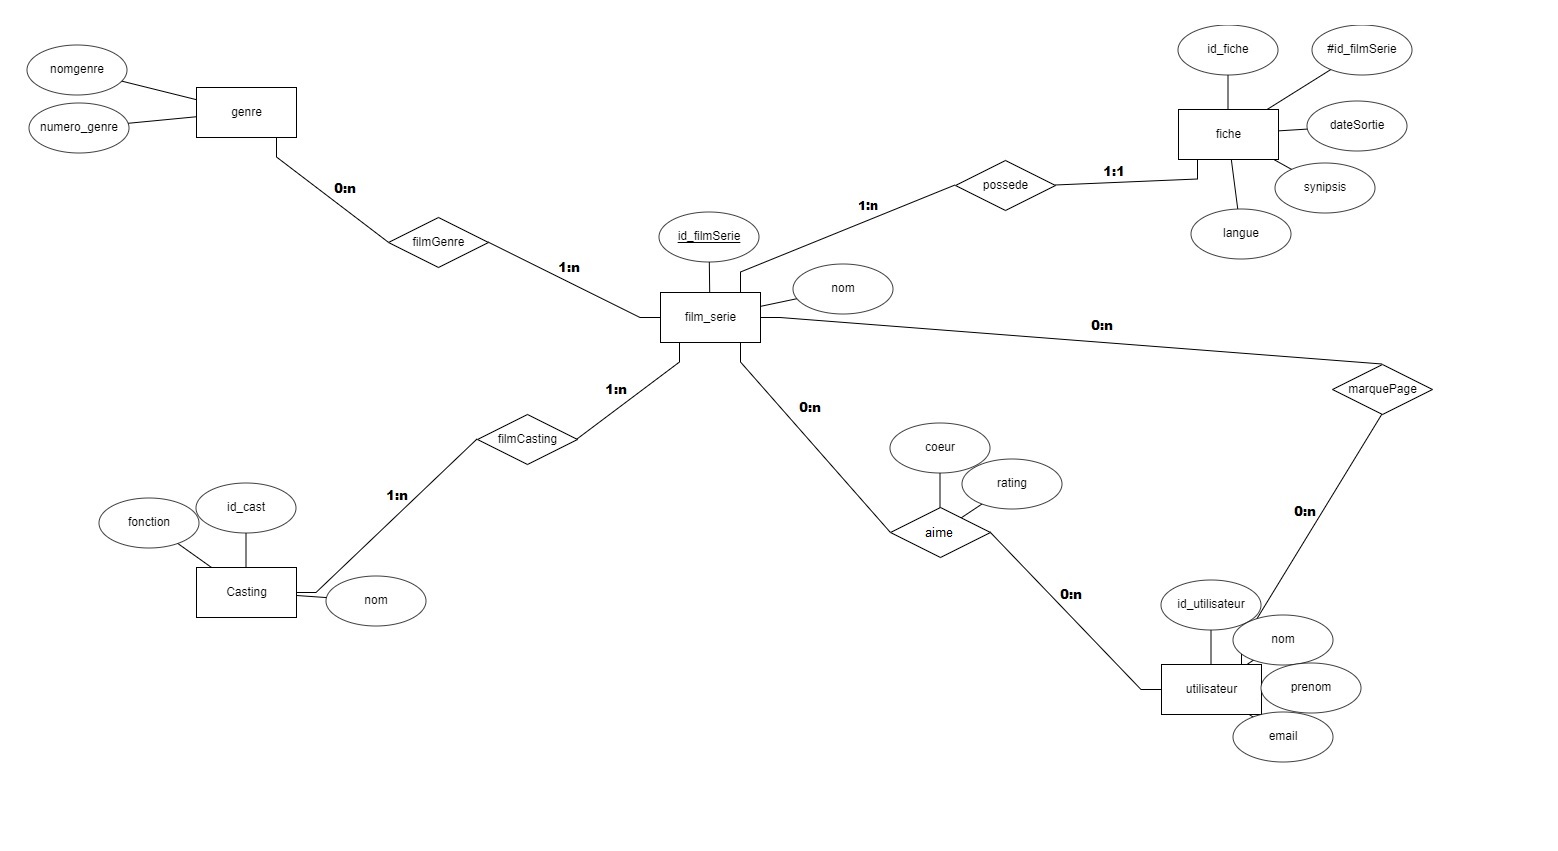 nomgenre
numero_genre
genre
0:n
filmGenre
1:n
id_fiche
#id_filmSerie
fiche
dateSortie
synipsis
langue
1:1
possede
1:n
id_filmSerie
nom
film_serie
0:n
marquePage
0:n
1:n
filmCasting
1:n
fonction
id_cast
Casting
nom
0:n
coeur
rating
aime
0:n
id_utilisateur
nom
utilisateur
prenom
email